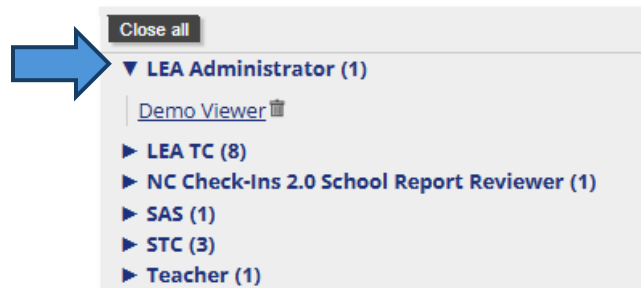 Close all
▼ LEA Administrator (1)
Demo Viewer
► LEA TC (8)
► NC Check-Ins 2.0 School Report Reviewer (1)
► SAS (1)
► STC (3)
► Teacher (1)